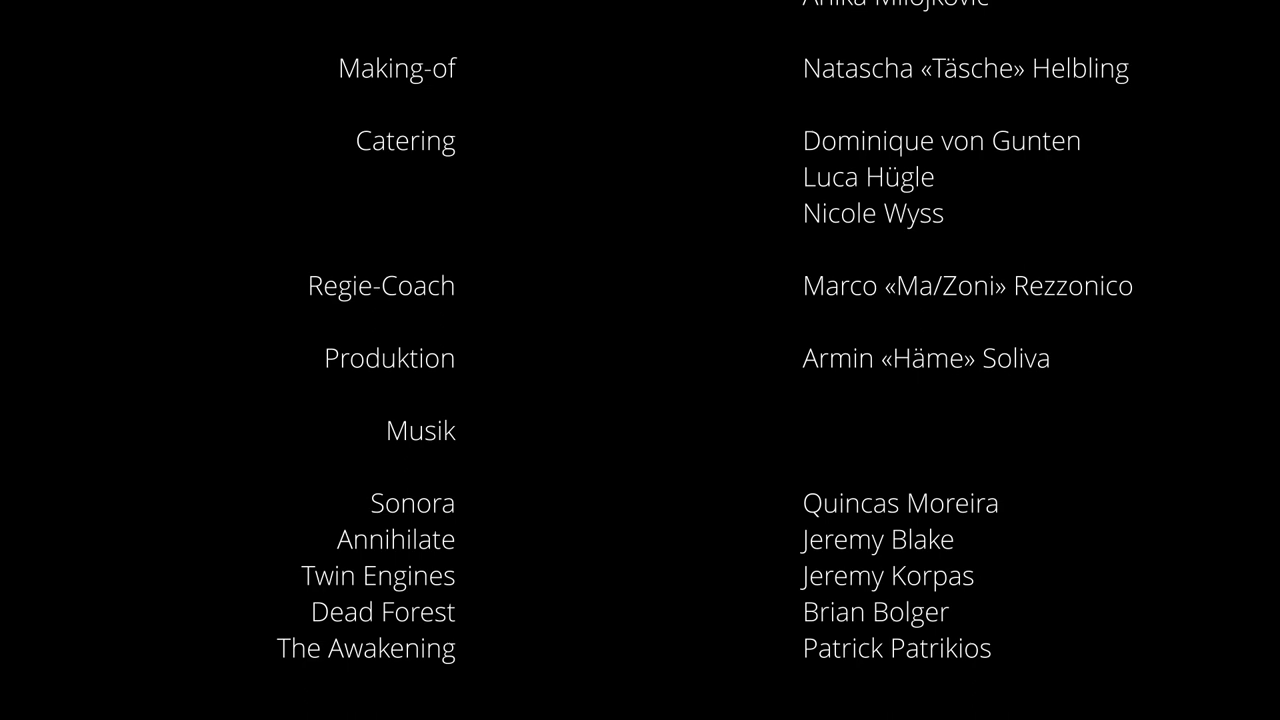 Anika Milojkovic
Making-of Natascha «Täsche» Helbling
Catering Dominique von Gunten
Luca Hügle
Nicole Wyss
Regie-Coach Marco «Ma/Zoni» Rezzonico
Produktion Armin «Häme» Soliva
Musik
Sonora Quincas Moreira
Annihilate Jeremy Blake
Twin Engines Jeremy Korpas
Dead Forest Brian Bolger
The Awakening Patrick Patrikios